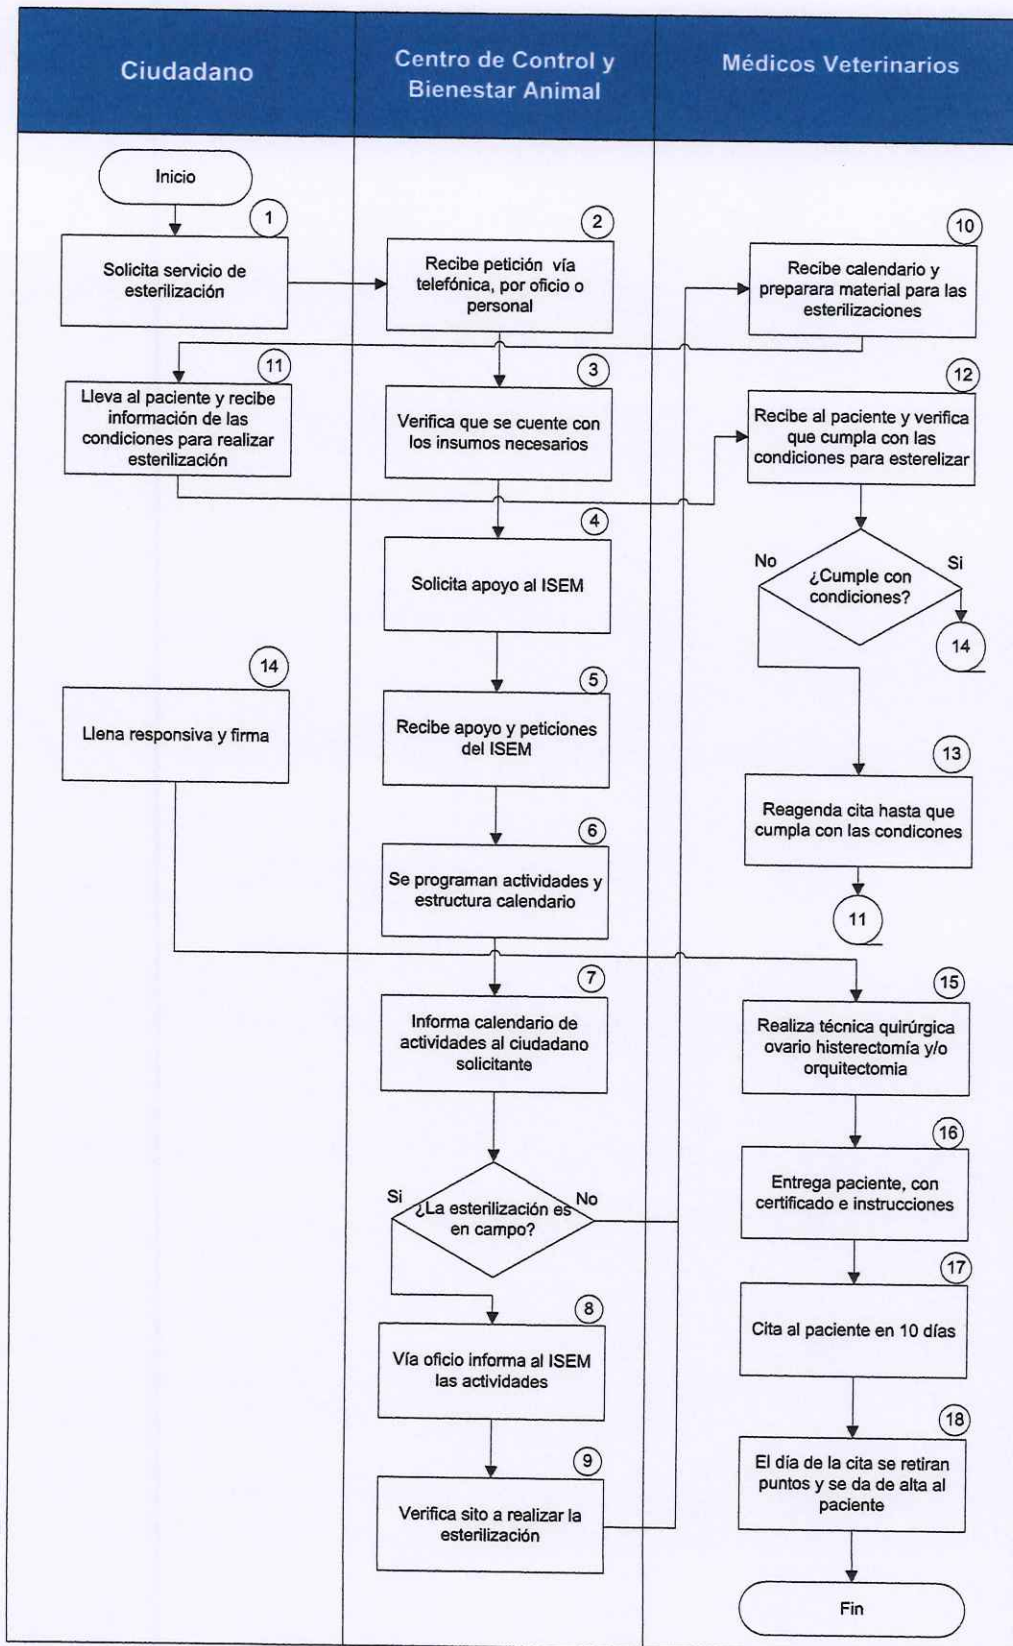 Ciudadano
Centro de Control y
Bienestar Animal
Médicos Veterinarios
Inicio
1
Solicita servicio de
esterilización
2
Recibe petición vía
telefónica, por oficio o
personal
10
Recibe calendario y
preparara material para las
esterilizaciones
11
Lleva al paciente y recibe
información de las
condiciones para realizar
esterilización
3
Verifica que se cuente con
los insumos necesarios
12
Recibe al paciente y verifica
que cumpla con las
condiciones para esterelizar
4
Solicita apoyo al ISEM
No
¿Cumple con
condiciones?
Si
14
14
Llena responsiva y firma
5
Recibe apoyo y peticiones
del ISEM
13
Reagenda cita hasta que
cumpla con las condicones
11
6
Se programan actividades y
estructura calendario
7
Informa calendario de
actividades al ciudadano
solicitante
15
Realiza técnica quirúrgica
ovario histerectomía y/o
orquitectomia
Si
¿La esterilización es
en campo?
No
16
Entrega paciente, con
certificado e instrucciones
8
Vía oficio informa al ISEM
las actividades
17
Cita al paciente en 10 días
9
Verifica sito a realizar la
esterilización
18
El día de la cita se retiran
puntos y se da de alta al
paciente
Fin